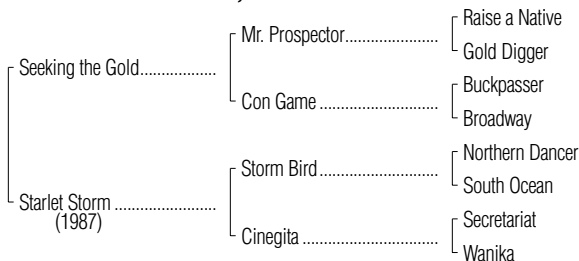 Raise a Native
Mr. Prospector......................
Gold Digger
Seeking the Gold..................
Buckpasser
Con Game............................
Broadway
Northern Dancer
Storm Bird............................
South Ocean
Starlet Storm........................
(1987)
Secretariat
Cinegita................................
Wanika